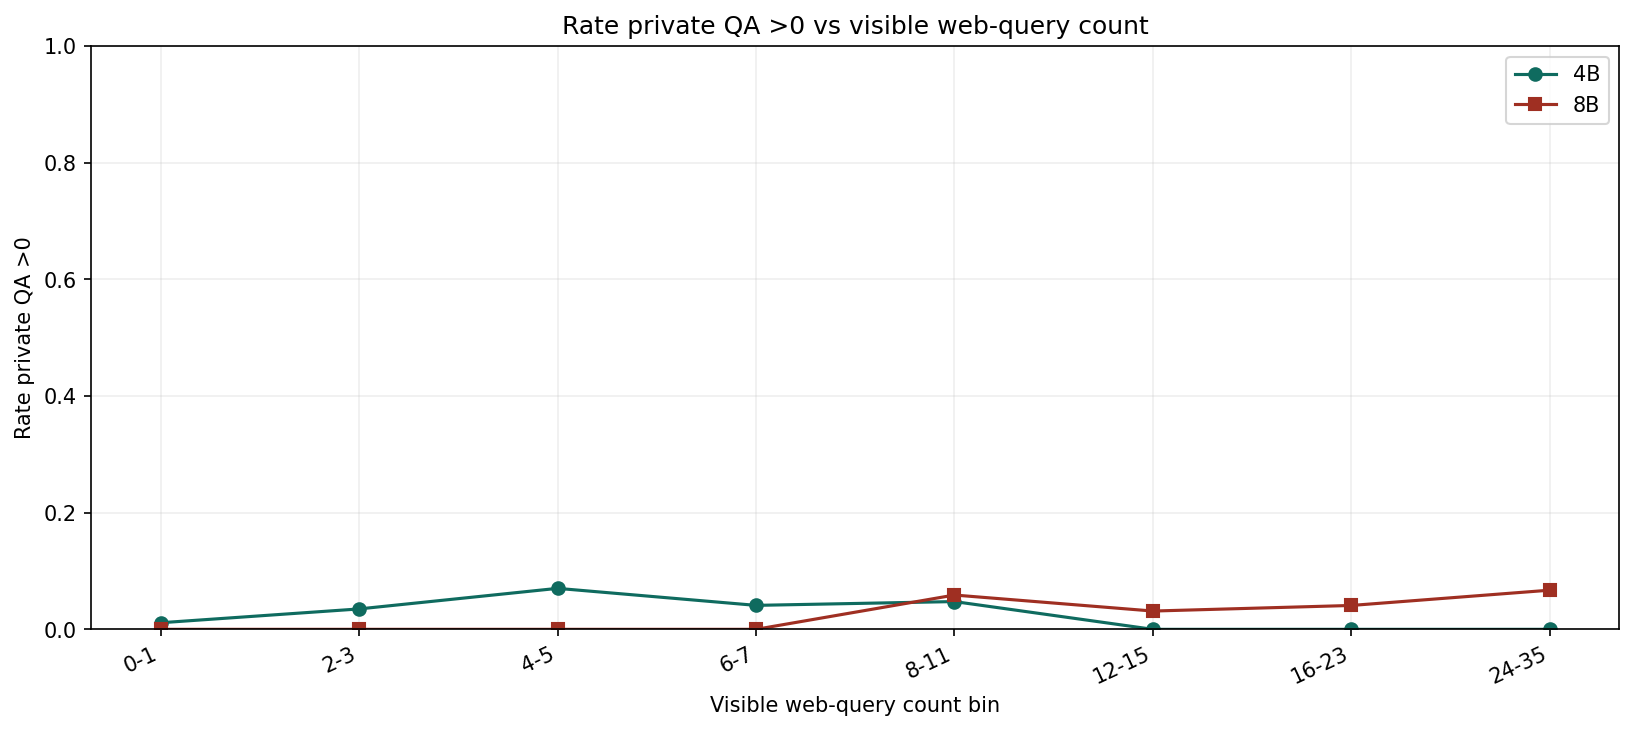 Rate private QA >0 vs visible web-query count
1.0
0.8
0.6
0.4
0.2
0.0
Rate private QA >0
4B
8B
0-1
2-3
4-5
6-7
8-11
12-15
16-23
24-35
Visible web-query count bin